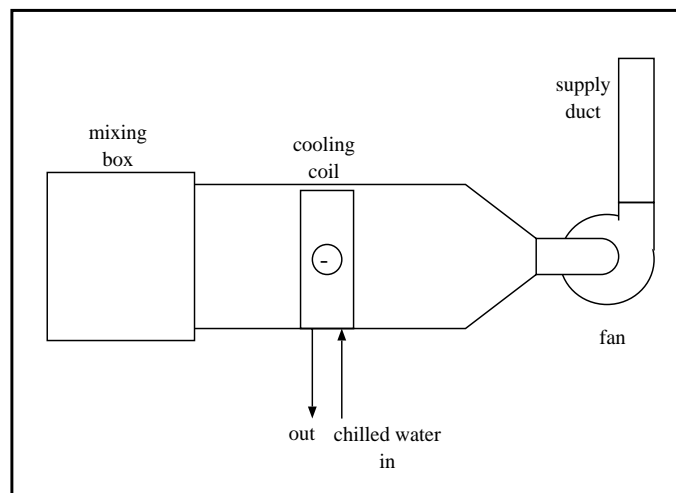 supply
duct
mixing
box
cooling
coil
-
fan
out
chilled water
in